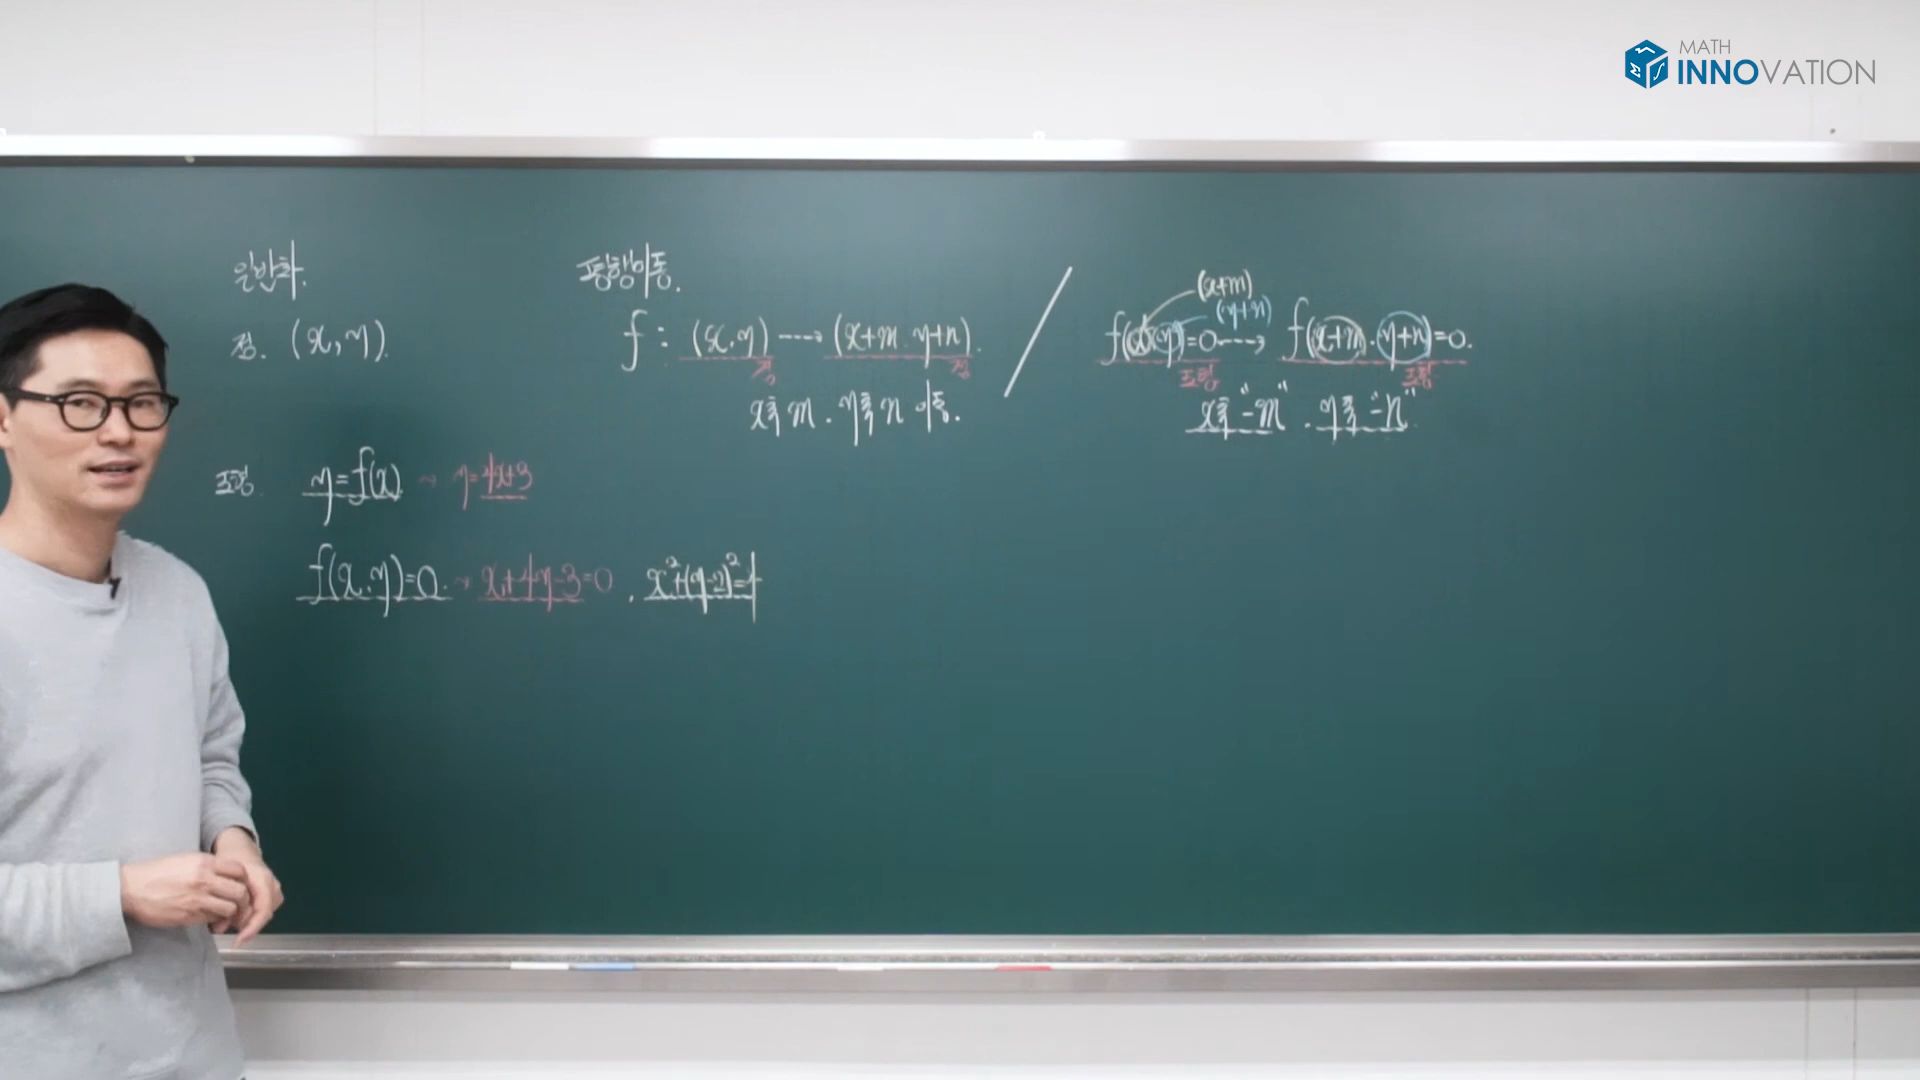 MATH
INNOVATION
일반화.
점. (x, y).
평행이동.
f : (x, y) ⤍ (x+m, y+n).
점 점
x축 m, y축 n 이동.
(x+m)
(y+n)
f(x, y)=0 ⤍ f(x+m, y+n)=0.
도형 도형
x축 "-m", y축 "-n"
도형. y=f(x) → y=4x+3
f(x, y)=0. → x+4y-3=0 , x²+(y-2)²=4